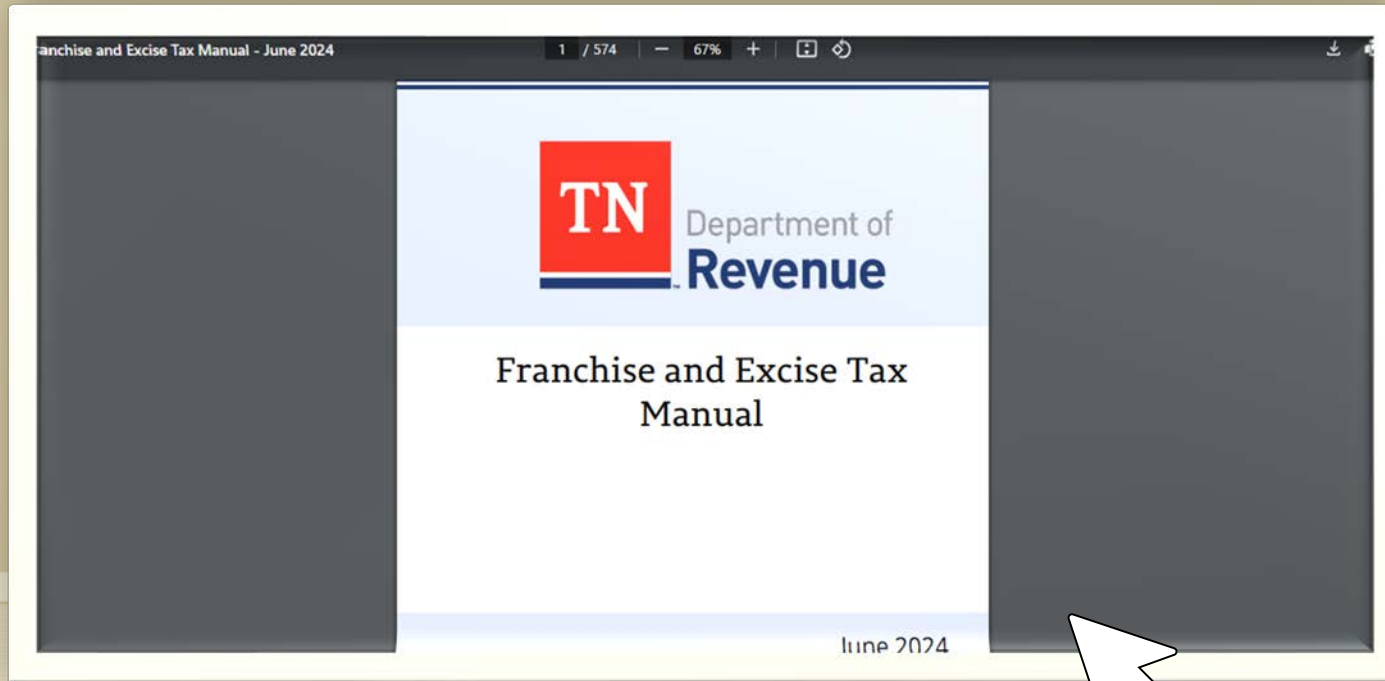 anchise and Excise Tax Manual - June 2024
1 / 574 | − 67% +
TN
Department of
Revenue
Franchise and Excise Tax
Manual
June 2024